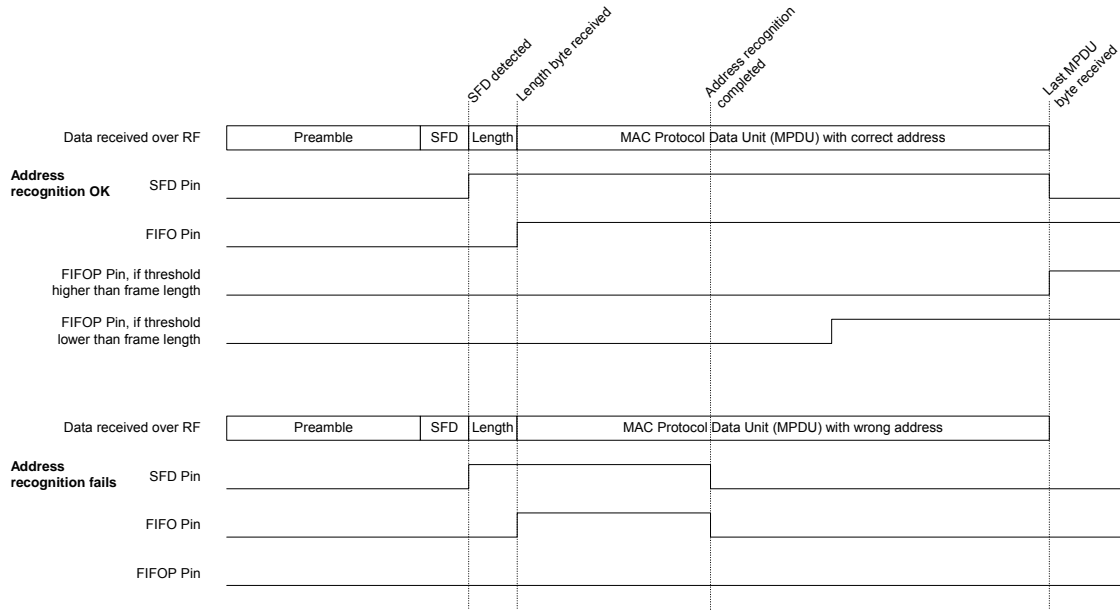 SFD detected
Length byte received
Address recognition
completed
Last MPDU
byte received
Data received over RF
Preamble
SFD
Length
MAC Protocol Data Unit (MPDU) with correct address
Address
recognition OK
SFD Pin
FIFO Pin
FIFOP Pin, if threshold
higher than frame length
FIFOP Pin, if threshold
lower than frame length
Data received over RF
Preamble
SFD
Length
MAC Protocol Data Unit (MPDU) with wrong address
Address
recognition fails
SFD Pin
FIFO Pin
FIFOP Pin